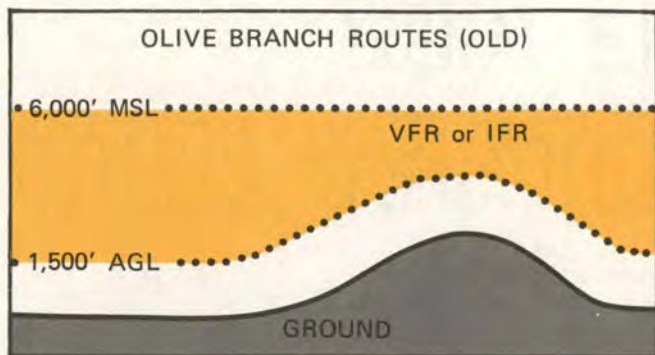 OLIVE BRANCH ROUTES (OLD)
6,000' MSL
VFR or IFR
1,500' AGL
GROUND